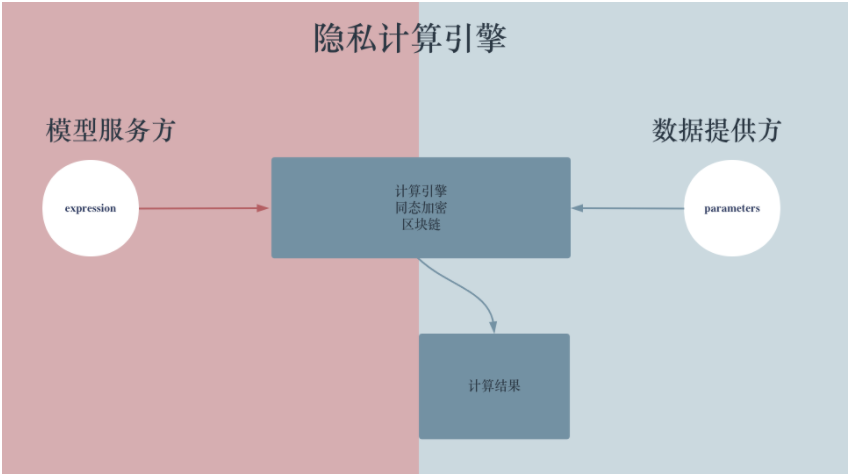 隐私计算引擎
模型服务方
数据提供方
expression
计算引擎
同态加密
区块链
parameters
计算结果